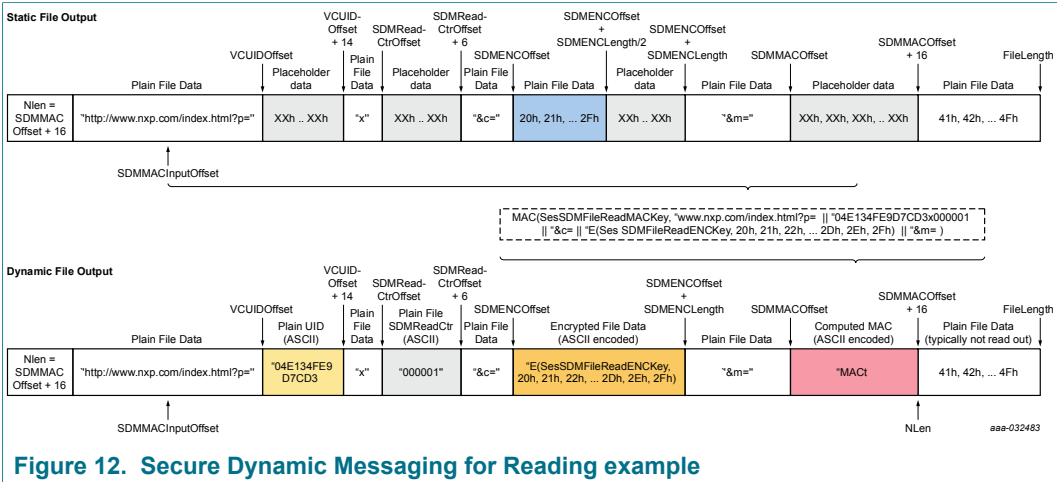 Static File Output
VCUIDOffset
VCUID-
Offset
+ 14
SDMRead-
CtrOffset
SDMRead-
CtrOffset
+ 6
SDMENCOffset
SDMENCOffset
+
SDMENCLength/2
SDMENCOffset
+
SDMENCLength
SDMMACOffset
SDMMACOffset
+ 16
FileLength
Plain File Data
Placeholder
data
Plain
File
Data
Placeholder
data
Plain File
Data
Plain File Data
Placeholder
data
Plain File Data
Placeholder data
Plain File Data
Nlen =
SDMMAC
Offset + 16
"http://www.nxp.com/index.html?p="
XXh .. XXh
"x"
XXh .. XXh
"&c="
20h, 21h, ... 2Fh
XXh .. XXh
"&m="
XXh, XXh, XXh, .. XXh
41h, 42h, ... 4Fh
SDMMACInputOffset
MAC(SesSDMFileReadMACKey, "www.nxp.com/index.html?p= || "04E134FE9D7CD3x000001
|| "&c= || "E(Ses SDMFileReadENCKey, 20h, 21h, 22h, ... 2Dh, 2Eh, 2Fh) || "&m= )
Dynamic File Output
VCUIDOffset
VCUID-
Offset
+ 14
SDMRead-
CtrOffset
SDMRead-
CtrOffset
+ 6
SDMENCOffset
SDMENCOffset
+
SDMENCLength
SDMMACOffset
SDMMACOffset
+ 16
FileLength
Plain File Data
Plain UID
(ASCII)
Plain
File
Data
Plain File
SDMReadCtr
(ASCII)
Plain File
Data
Encrypted File Data
(ASCII encoded)
Plain File Data
Computed MAC
(ASCII encoded)
Plain File Data
(typically not read out)
Nlen =
SDMMAC
Offset + 16
"http://www.nxp.com/index.html?p="
"04E134FE9
D7CD3
"x"
"000001"
"&c="
"E(SesSDMFileReadENCKey,
20h, 21h, 22h, ... 2Dh, 2Eh, 2Fh)
"&m="
"MACt
41h, 42h, ... 4Fh
SDMMACInputOffset
NLen
aaa-032483
Figure 12. Secure Dynamic Messaging for Reading example